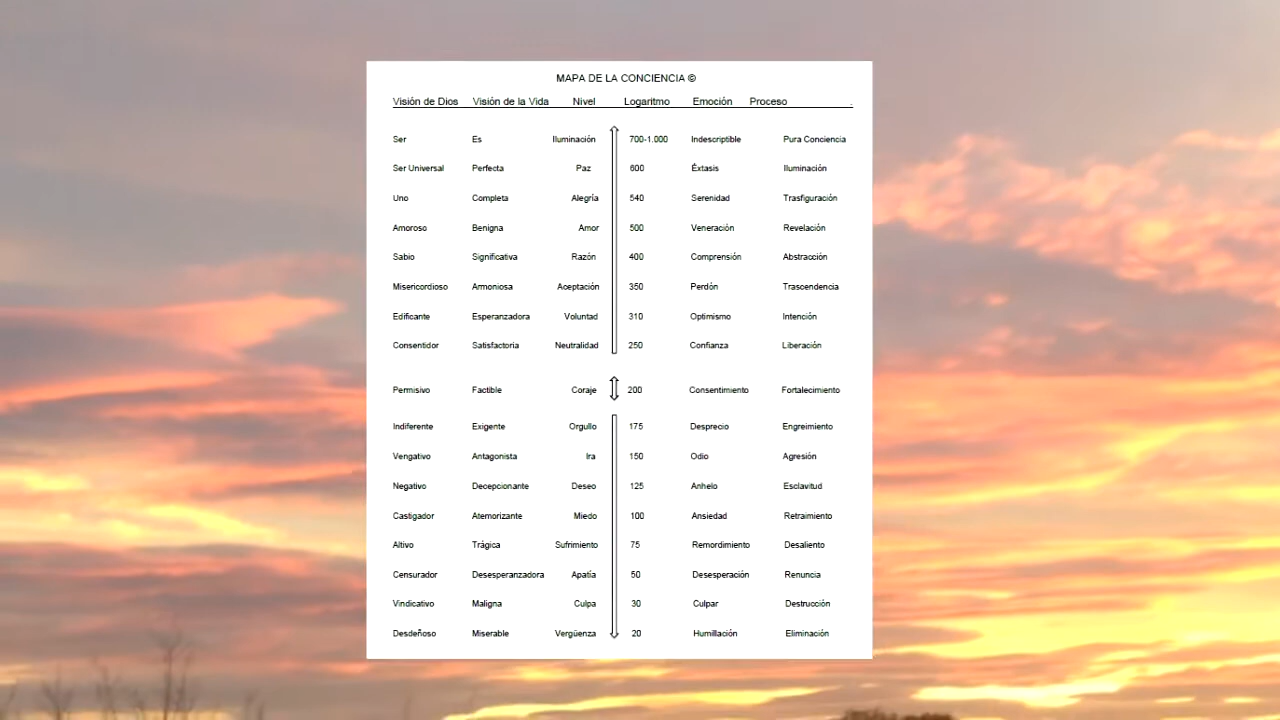 MAPA DE LA CONCIENCIA ©
Visión de Dios Visión de la Vida Nivel Logaritmo Emoción Proceso .
Ser Es Iluminación 700-1.000 Indescriptible Pura Conciencia
Ser Universal Perfecta Paz 600 Éxtasis Iluminación
Uno Completa Alegría 540 Serenidad Trasfiguración
Amoroso Benigna Amor 500 Veneración Revelación
Sabio Significativa Razón 400 Comprensión Abstracción
Misericordioso Armoniosa Aceptación 350 Perdón Trascendencia
Edificante Esperanzadora Voluntad 310 Optimismo Intención
Consentidor Satisfactoria Neutralidad 250 Confianza Liberación
Permisivo Factible Coraje 200 Consentimiento Fortalecimiento
Indiferente Exigente Orgullo 175 Desprecio Engreimiento
Vengativo Antagonista Ira 150 Odio Agresión
Negativo Decepcionante Deseo 125 Anhelo Esclavitud
Castigador Atemorizante Miedo 100 Ansiedad Retraimiento
Altivo Trágica Sufrimiento 75 Remordimiento Desaliento
Censurador Desesperanzadora Apatía 50 Desesperación Renuncia
Vindicativo Maligna Culpa 30 Culpar Destrucción
Desdeñoso Miserable Vergüenza 20 Humillación Eliminación